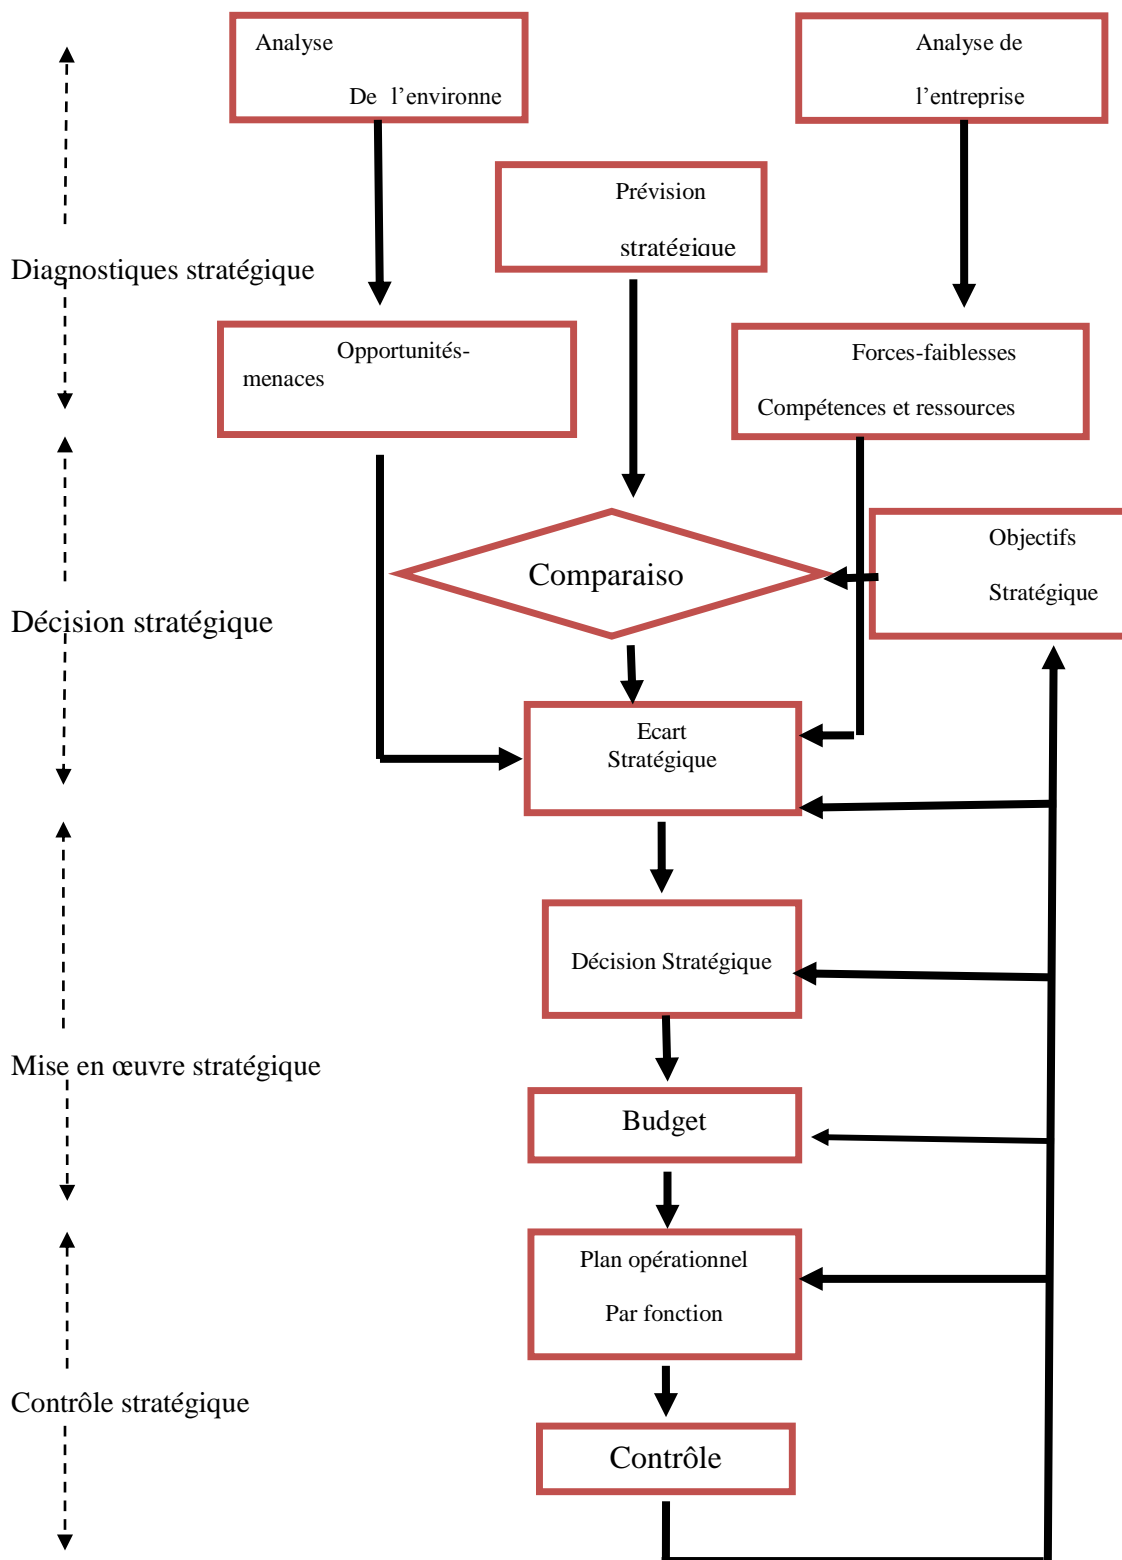 Analyse
De l’environne
Analyse de
l’entreprise
Prévision
stratégique
Diagnostiques stratégique
Opportunités-
menaces
Forces-faiblesses
Compétences et ressources
Objectifs
Stratégique
Comparaiso
Décision stratégique
Ecart
Stratégique
Décision Stratégique
Mise en œuvre stratégique
Budget
Plan opérationnel
Par fonction
Contrôle stratégique
Contrôle